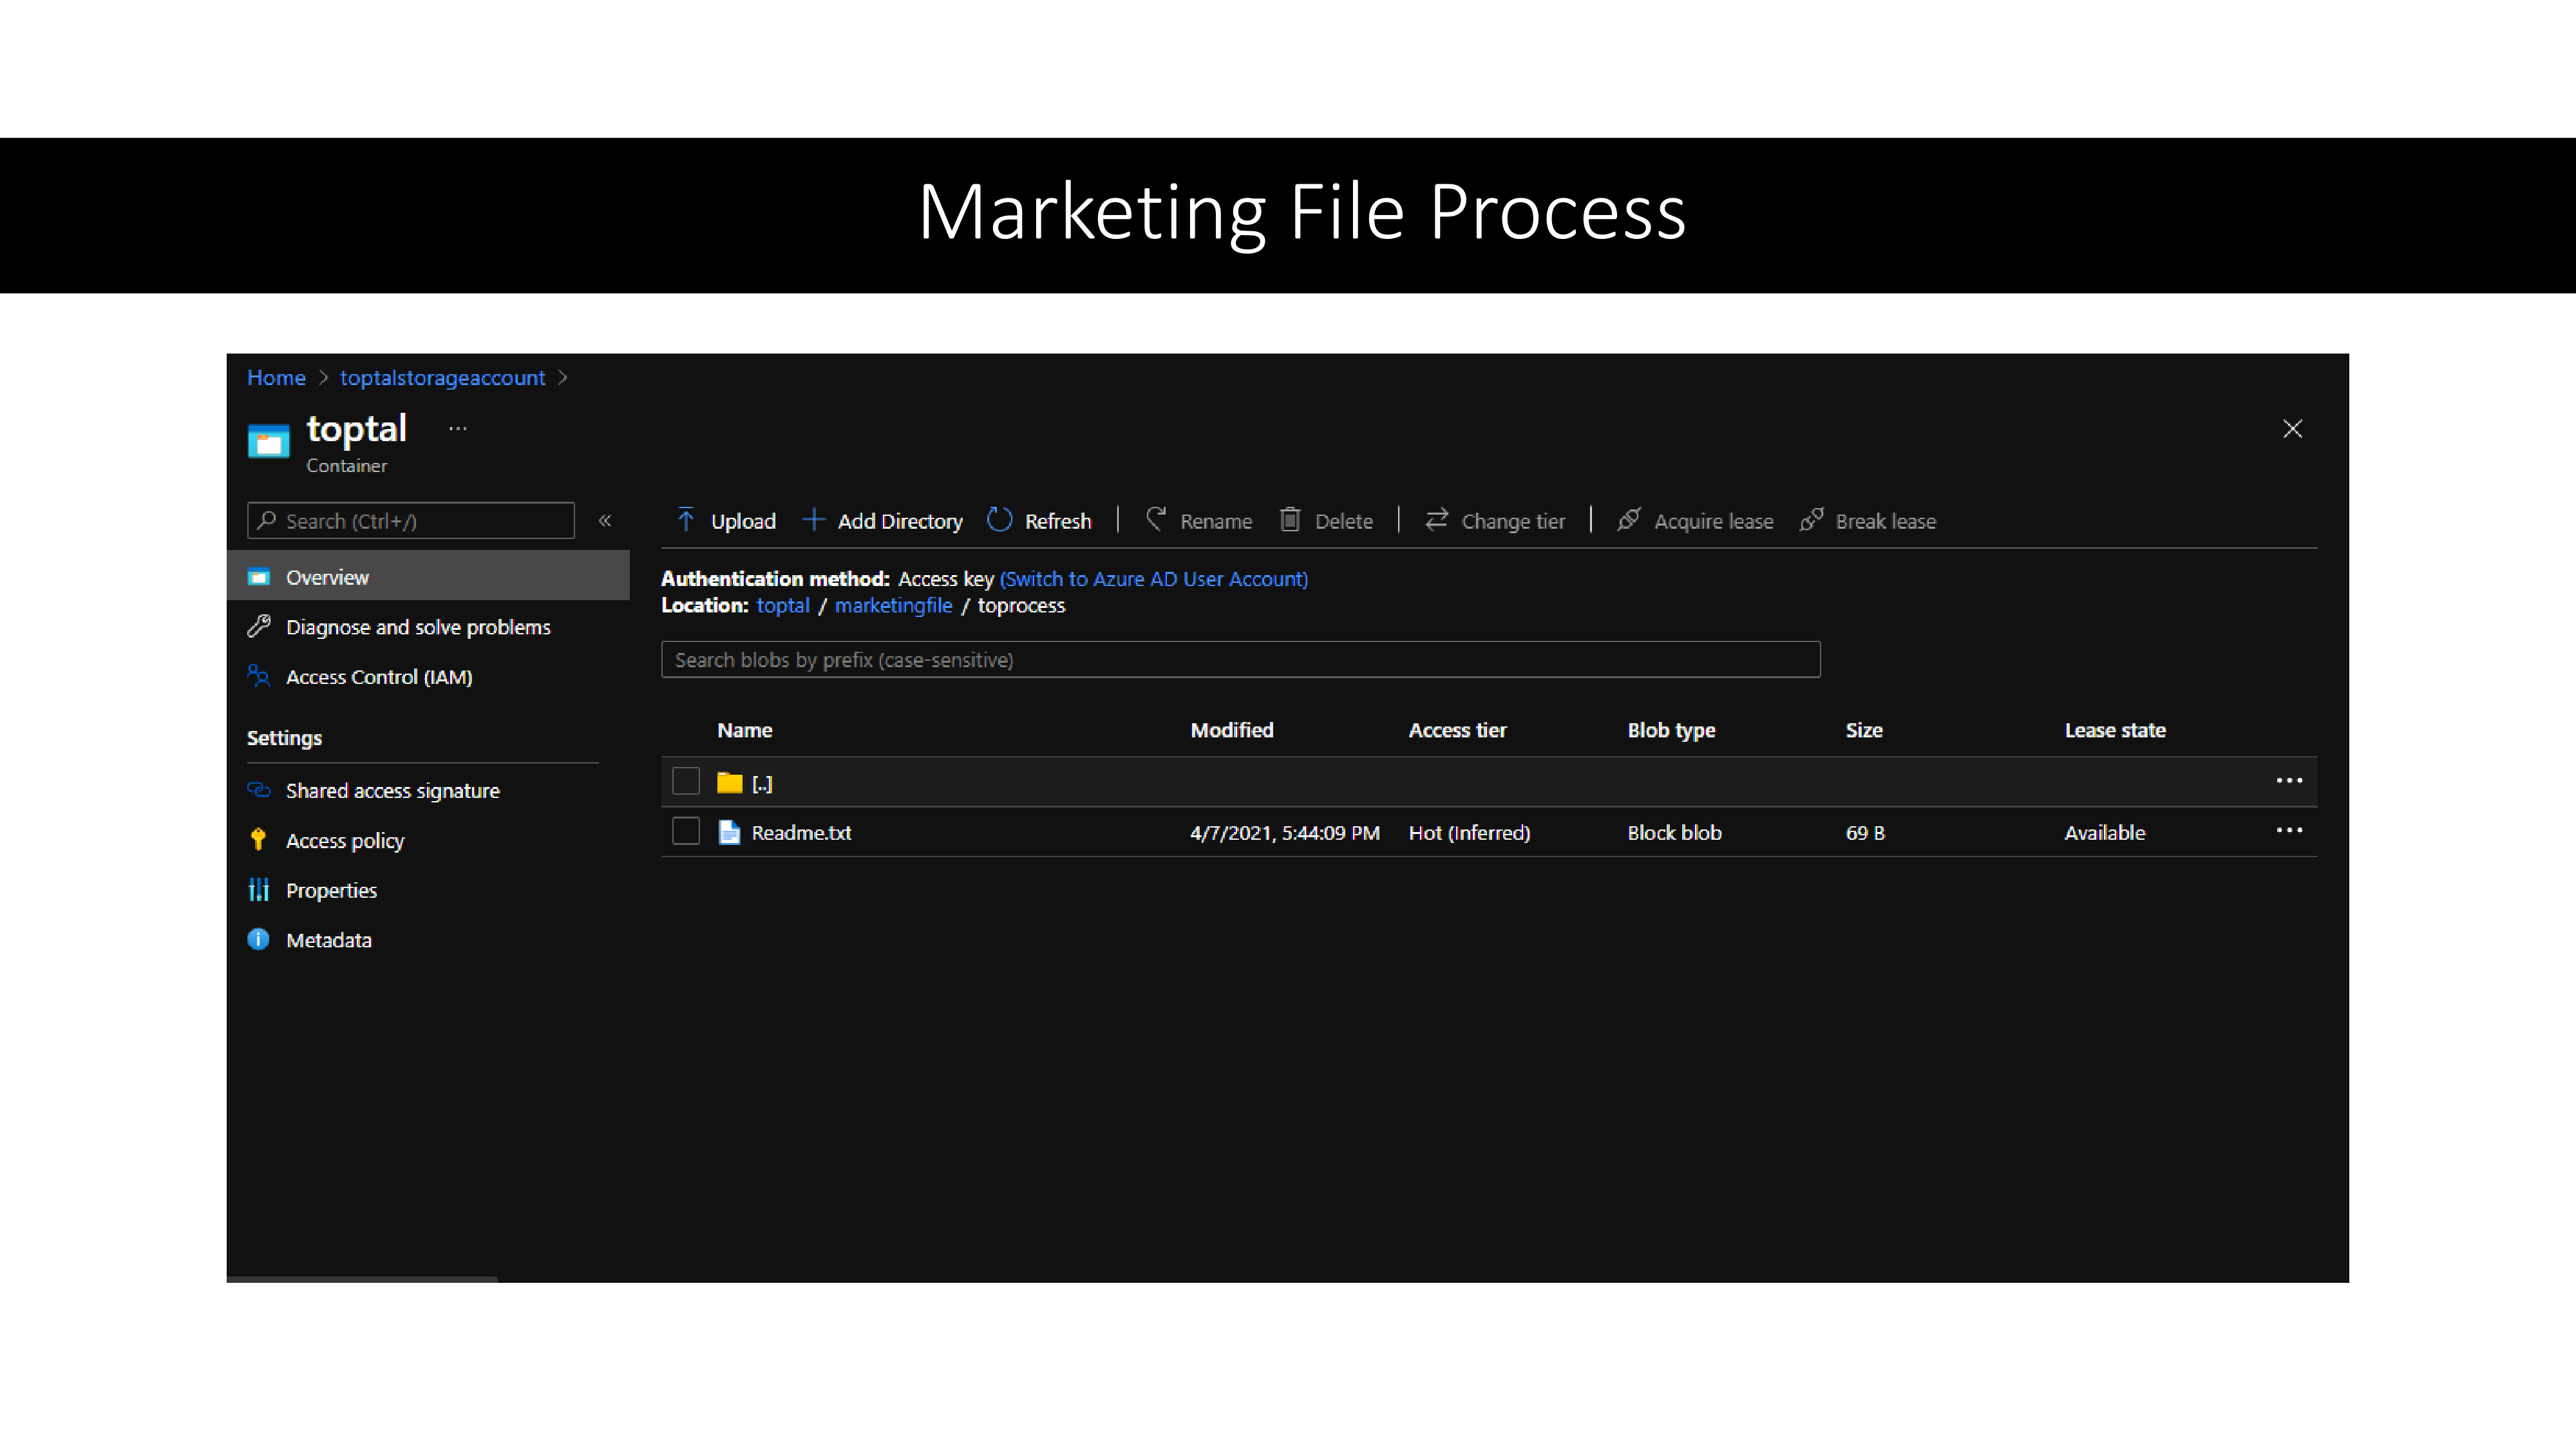 Marketing File Process
Home > toptalstorageaccount >
toptal ...
Container
Search (Ctrl+/) «
Overview
Diagnose and solve problems
Access Control (IAM)
Settings
Shared access signature
Access policy
Properties
Metadata
Upload Add Directory Refresh | Rename Delete | Change tier | Acquire lease Break lease
Authentication method: Access key (Switch to Azure AD User Account)
Location: toptal / marketingfile / toprocess
Search blobs by prefix (case-sensitive)
Name Modified Access tier Blob type Size Lease state
[..] ...
Readme.txt 4/7/2021, 5:44:09 PM Hot (Inferred) Block blob 69 B Available ...